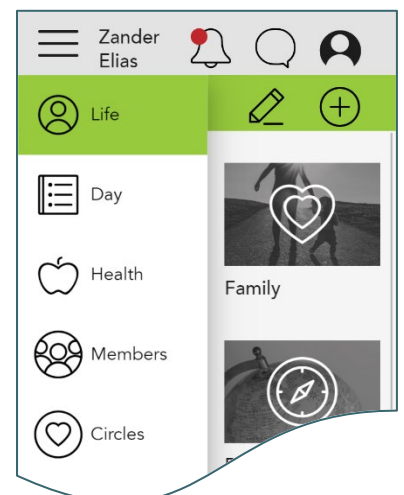 Zander
Elias
Life
Day
Health
Members
Circles
Family